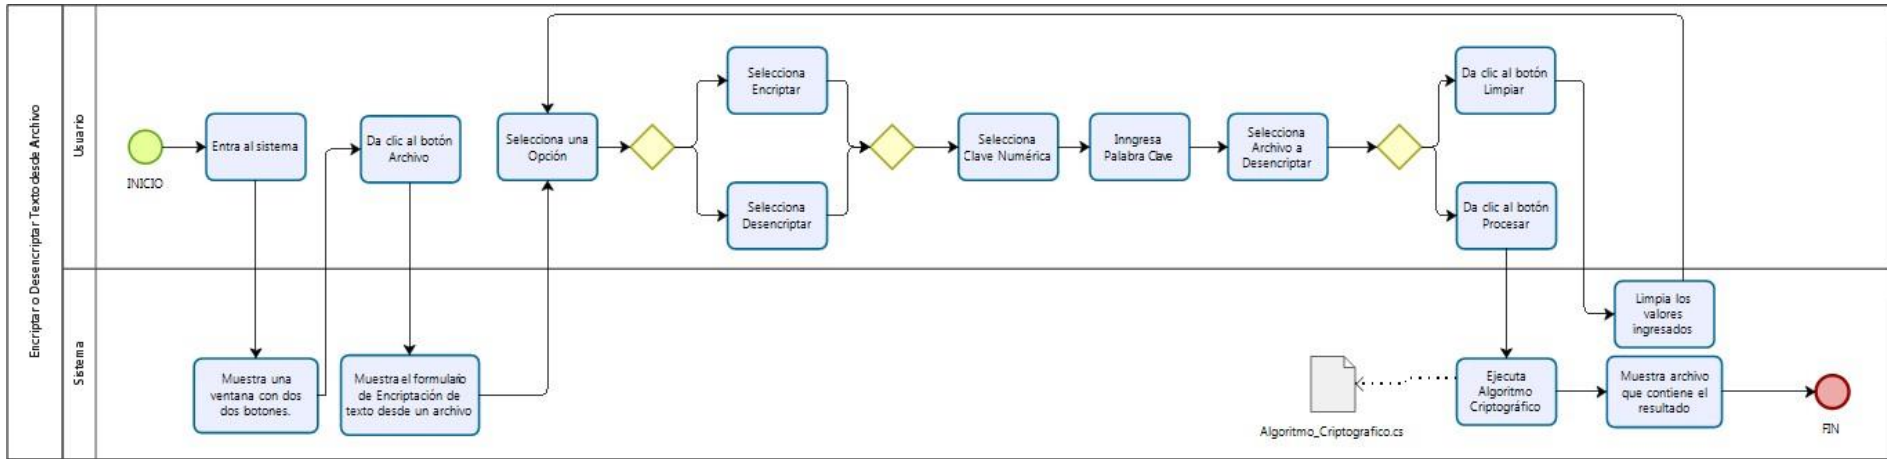 Encriptar o Desencriptar Texto desde Archivo
Usuario
INICIO
Entra al sistema
Da clic al botón
Archivo
Selecciona una
Opción
Selecciona
Encriptar
Selecciona
Desencriptar
Selecciona
Clave Numérica
Inngresa
Palabra Clave
Selecciona
Archivo a
Desencriptar
Da clic al botón
Limpiar
Da clic al botón
Procesar
Sistema
Muestra una
ventana con dos
dos botones.
Muestra el formulario
de Encriptación de
texto desde un archivo
Algoritmo_Criptografico.cs
Ejecuta
Algoritmo
Criptográfico
Limpia los
valores
ingresados
Muestra archivo
que contiene el
resultado
FIN